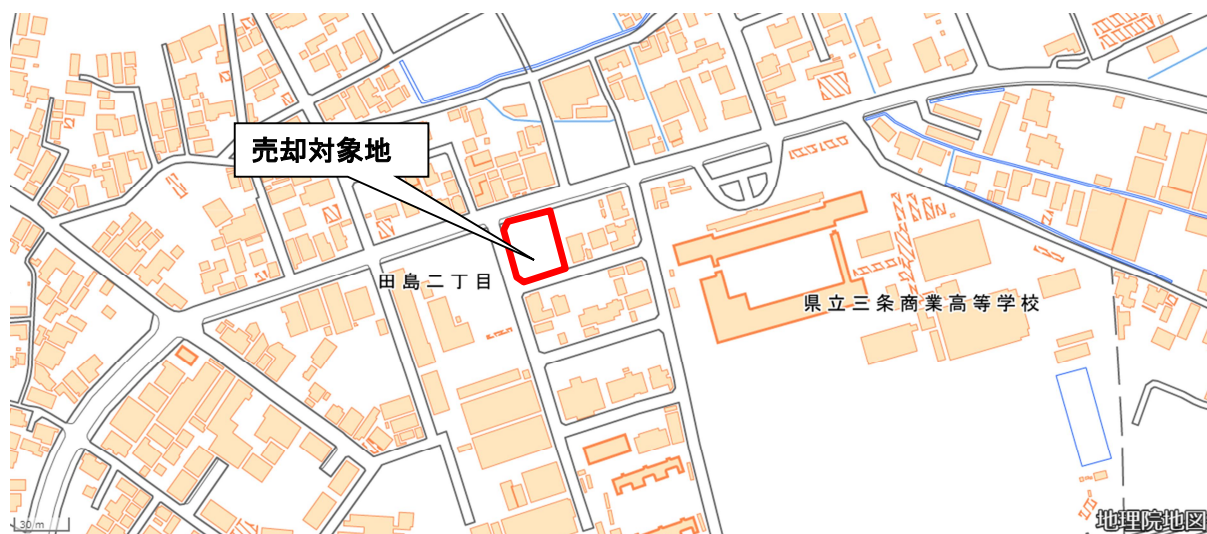 売却対象地
田島二丁目
県立三条商業高等学校
30 m
地理院地図